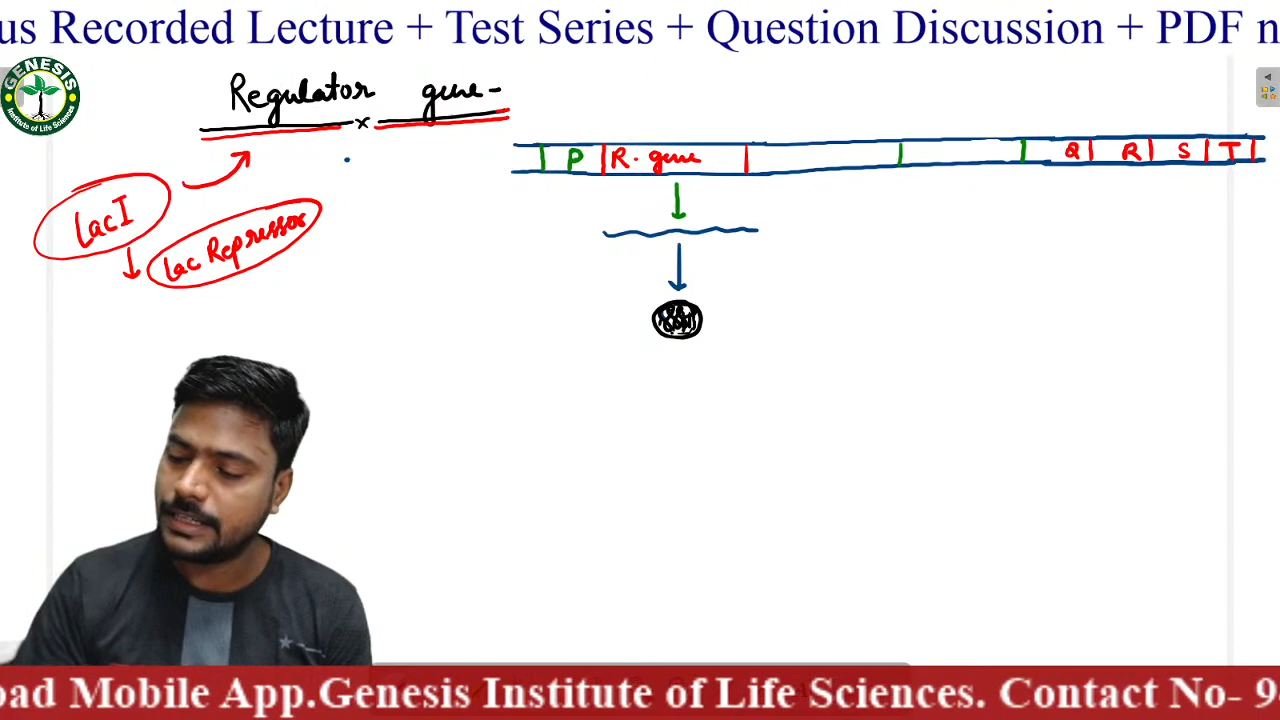 us Recorded Lecture + Test Series + Question Discussion + PDF n
GENESIS
Institute of Life Sciences
Regulator gene-
P R. gene Q R S T
LacI
Lac Repressor
oad Mobile App.Genesis Institute of Life Sciences. Contact No- 9